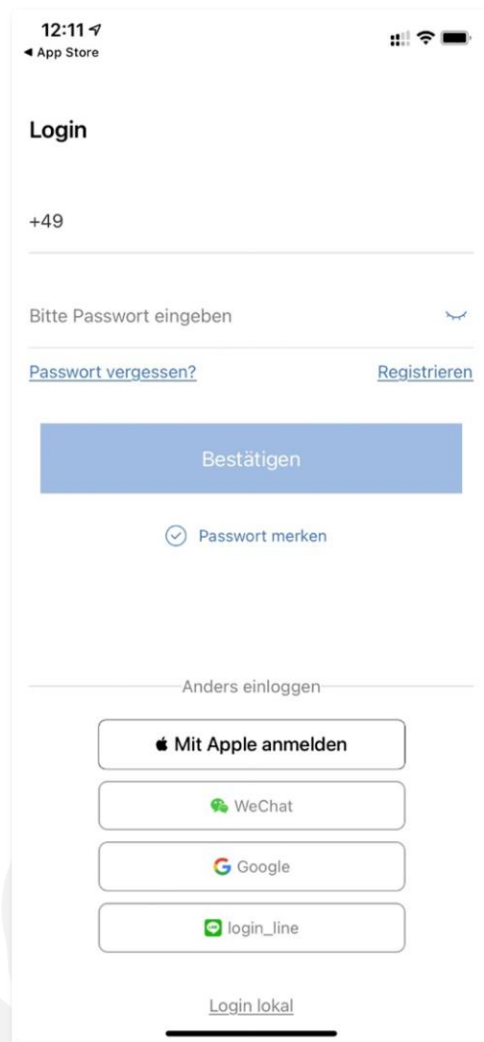 12:11
◀ App Store
Login
+49
Bitte Passwort eingeben
Passwort vergessen? Registrieren
Bestätigen
Passwort merken
Anders einloggen
Mit Apple anmelden
WeChat
Google
login_line
Login lokal